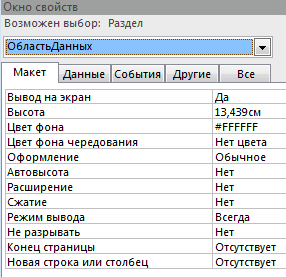 Окно свойств
Возможен выбор: Раздел
ОбластьДанных
Макет Данные События Другие Все
Вывод на экран Да
Высота 13,439см
Цвет фона #FFFFFF
Цвет фона чередования Нет цвета
Оформление Обычное
Автовысота Нет
Расширение Нет
Сжатие Нет
Режим вывода Всегда
Не разрывать Нет
Конец страницы Отсутствует
Новая строка или столбец Отсутствует